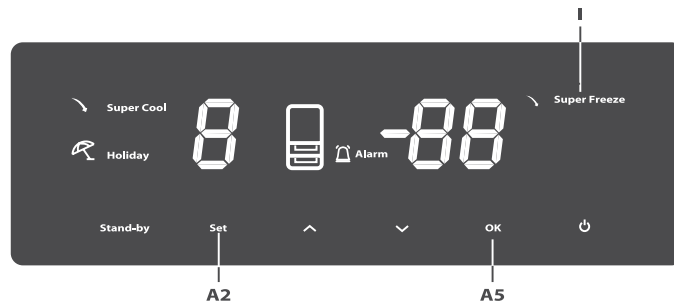 I
Super Cool
8
-88
Super Freeze
Holiday
Alarm
Stand-by
Set
OK
A2
A5